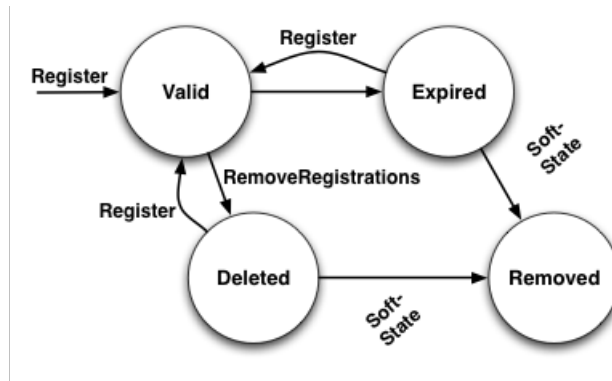 Register
Register
Valid
Expired
Soft-
State
RemoveRegistrations
Register
Deleted
Removed
Soft-
State